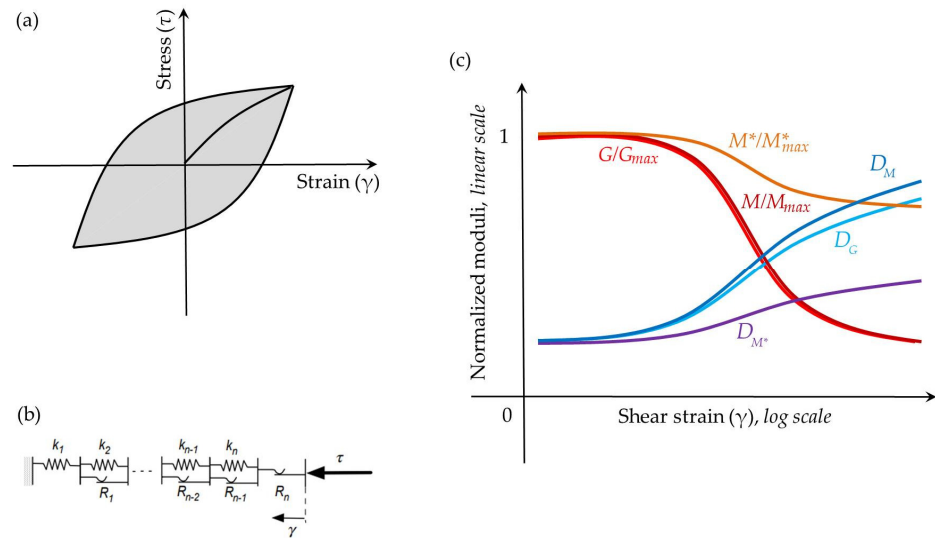 (a)
Stress (τ)
Strain (γ)
(b)
k1 k2 kn-1 kn
R1 Rn-2 Rn-1 Rn
τ
γ
(c)
Normalized moduli, linear scale
1
M*/M*max
G/Gmax
DM
M/Mmax
DG
DM*
0
Shear strain (γ), log scale